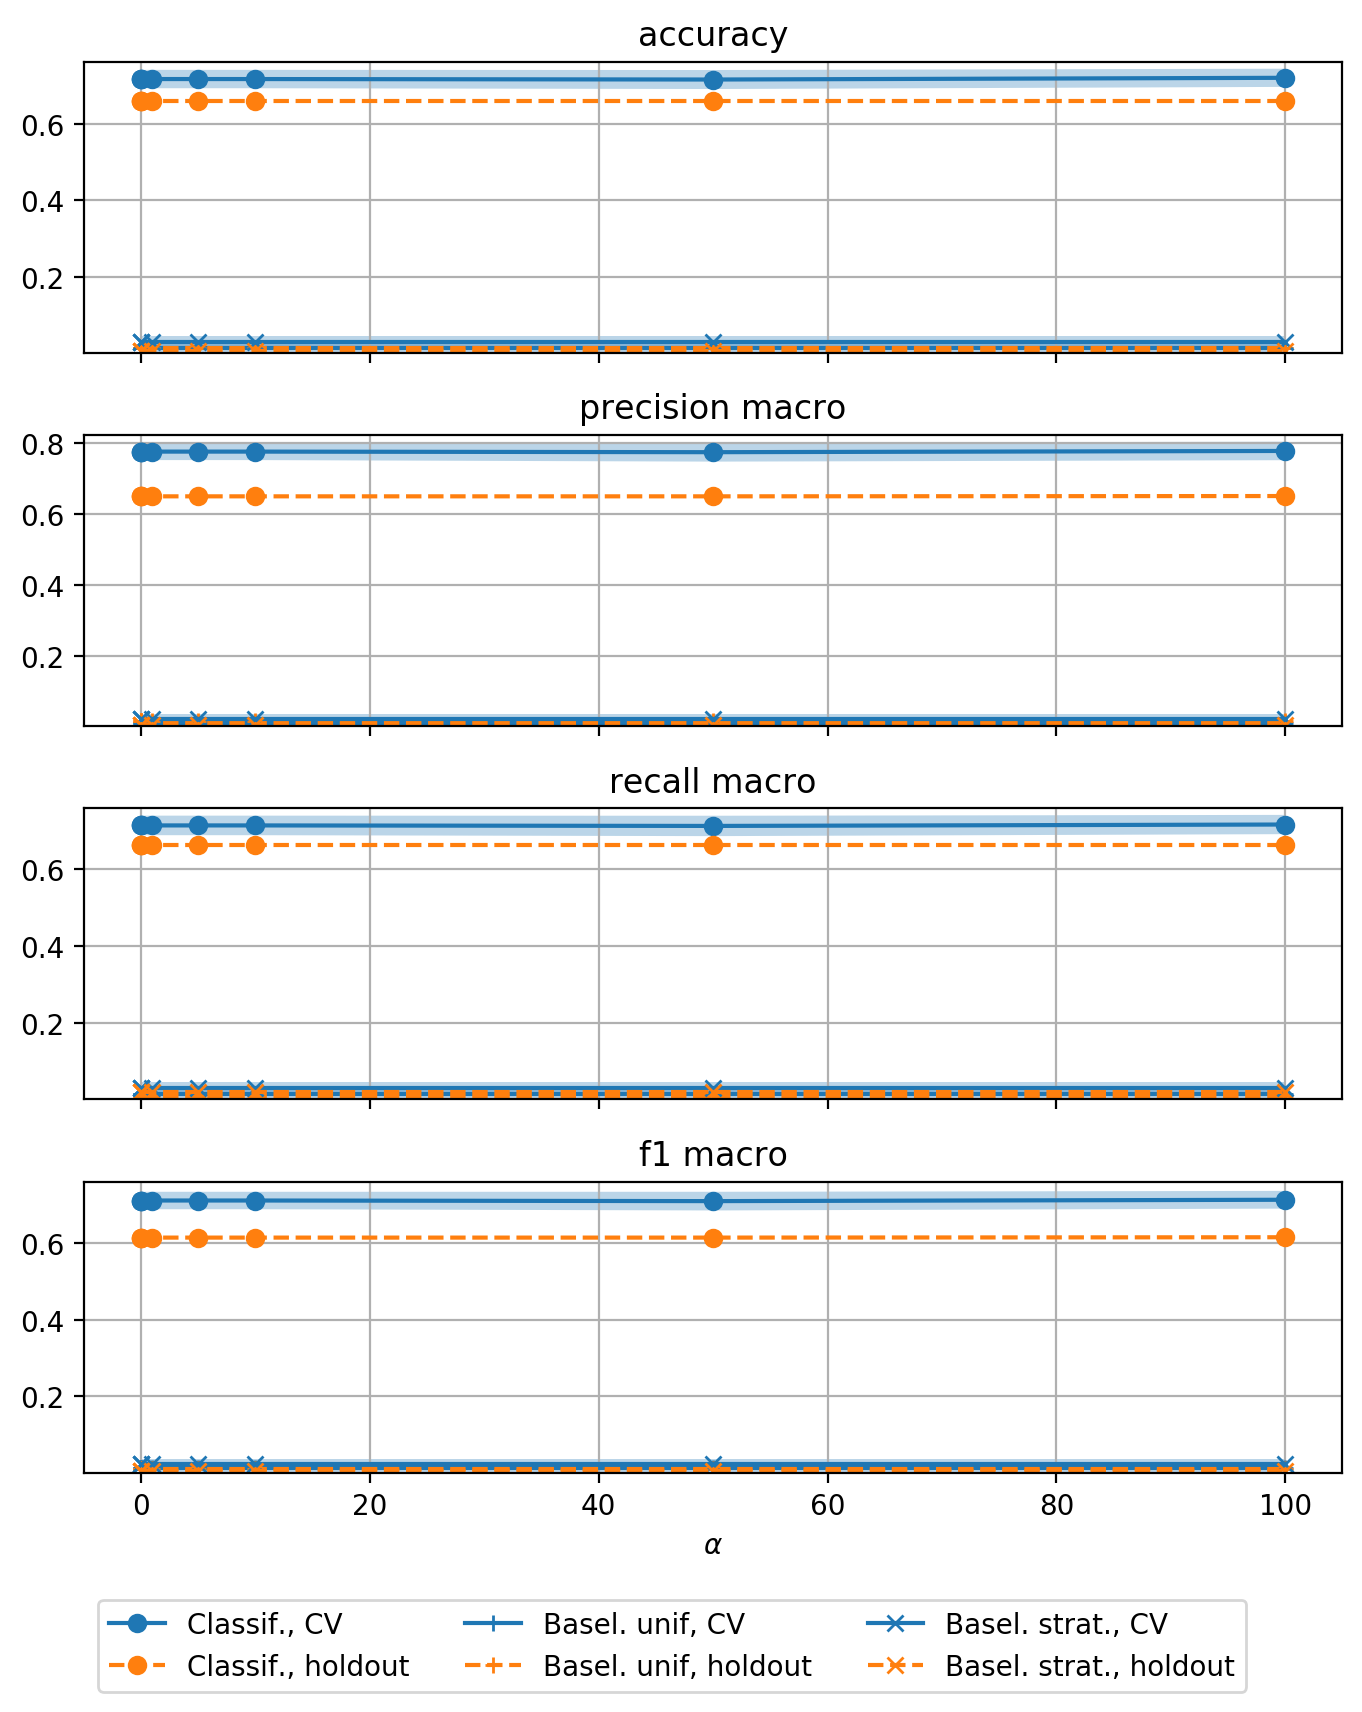 accuracy
0.6
0.4
0.2
precision macro
0.8
0.6
0.4
0.2
recall macro
0.6
0.4
0.2
f1 macro
0.6
0.4
0.2
0 20 40 60 80 100
α
Classif., CV Basel. unif, CV Basel. strat., CV
Classif., holdout Basel. unif, holdout Basel. strat., holdout